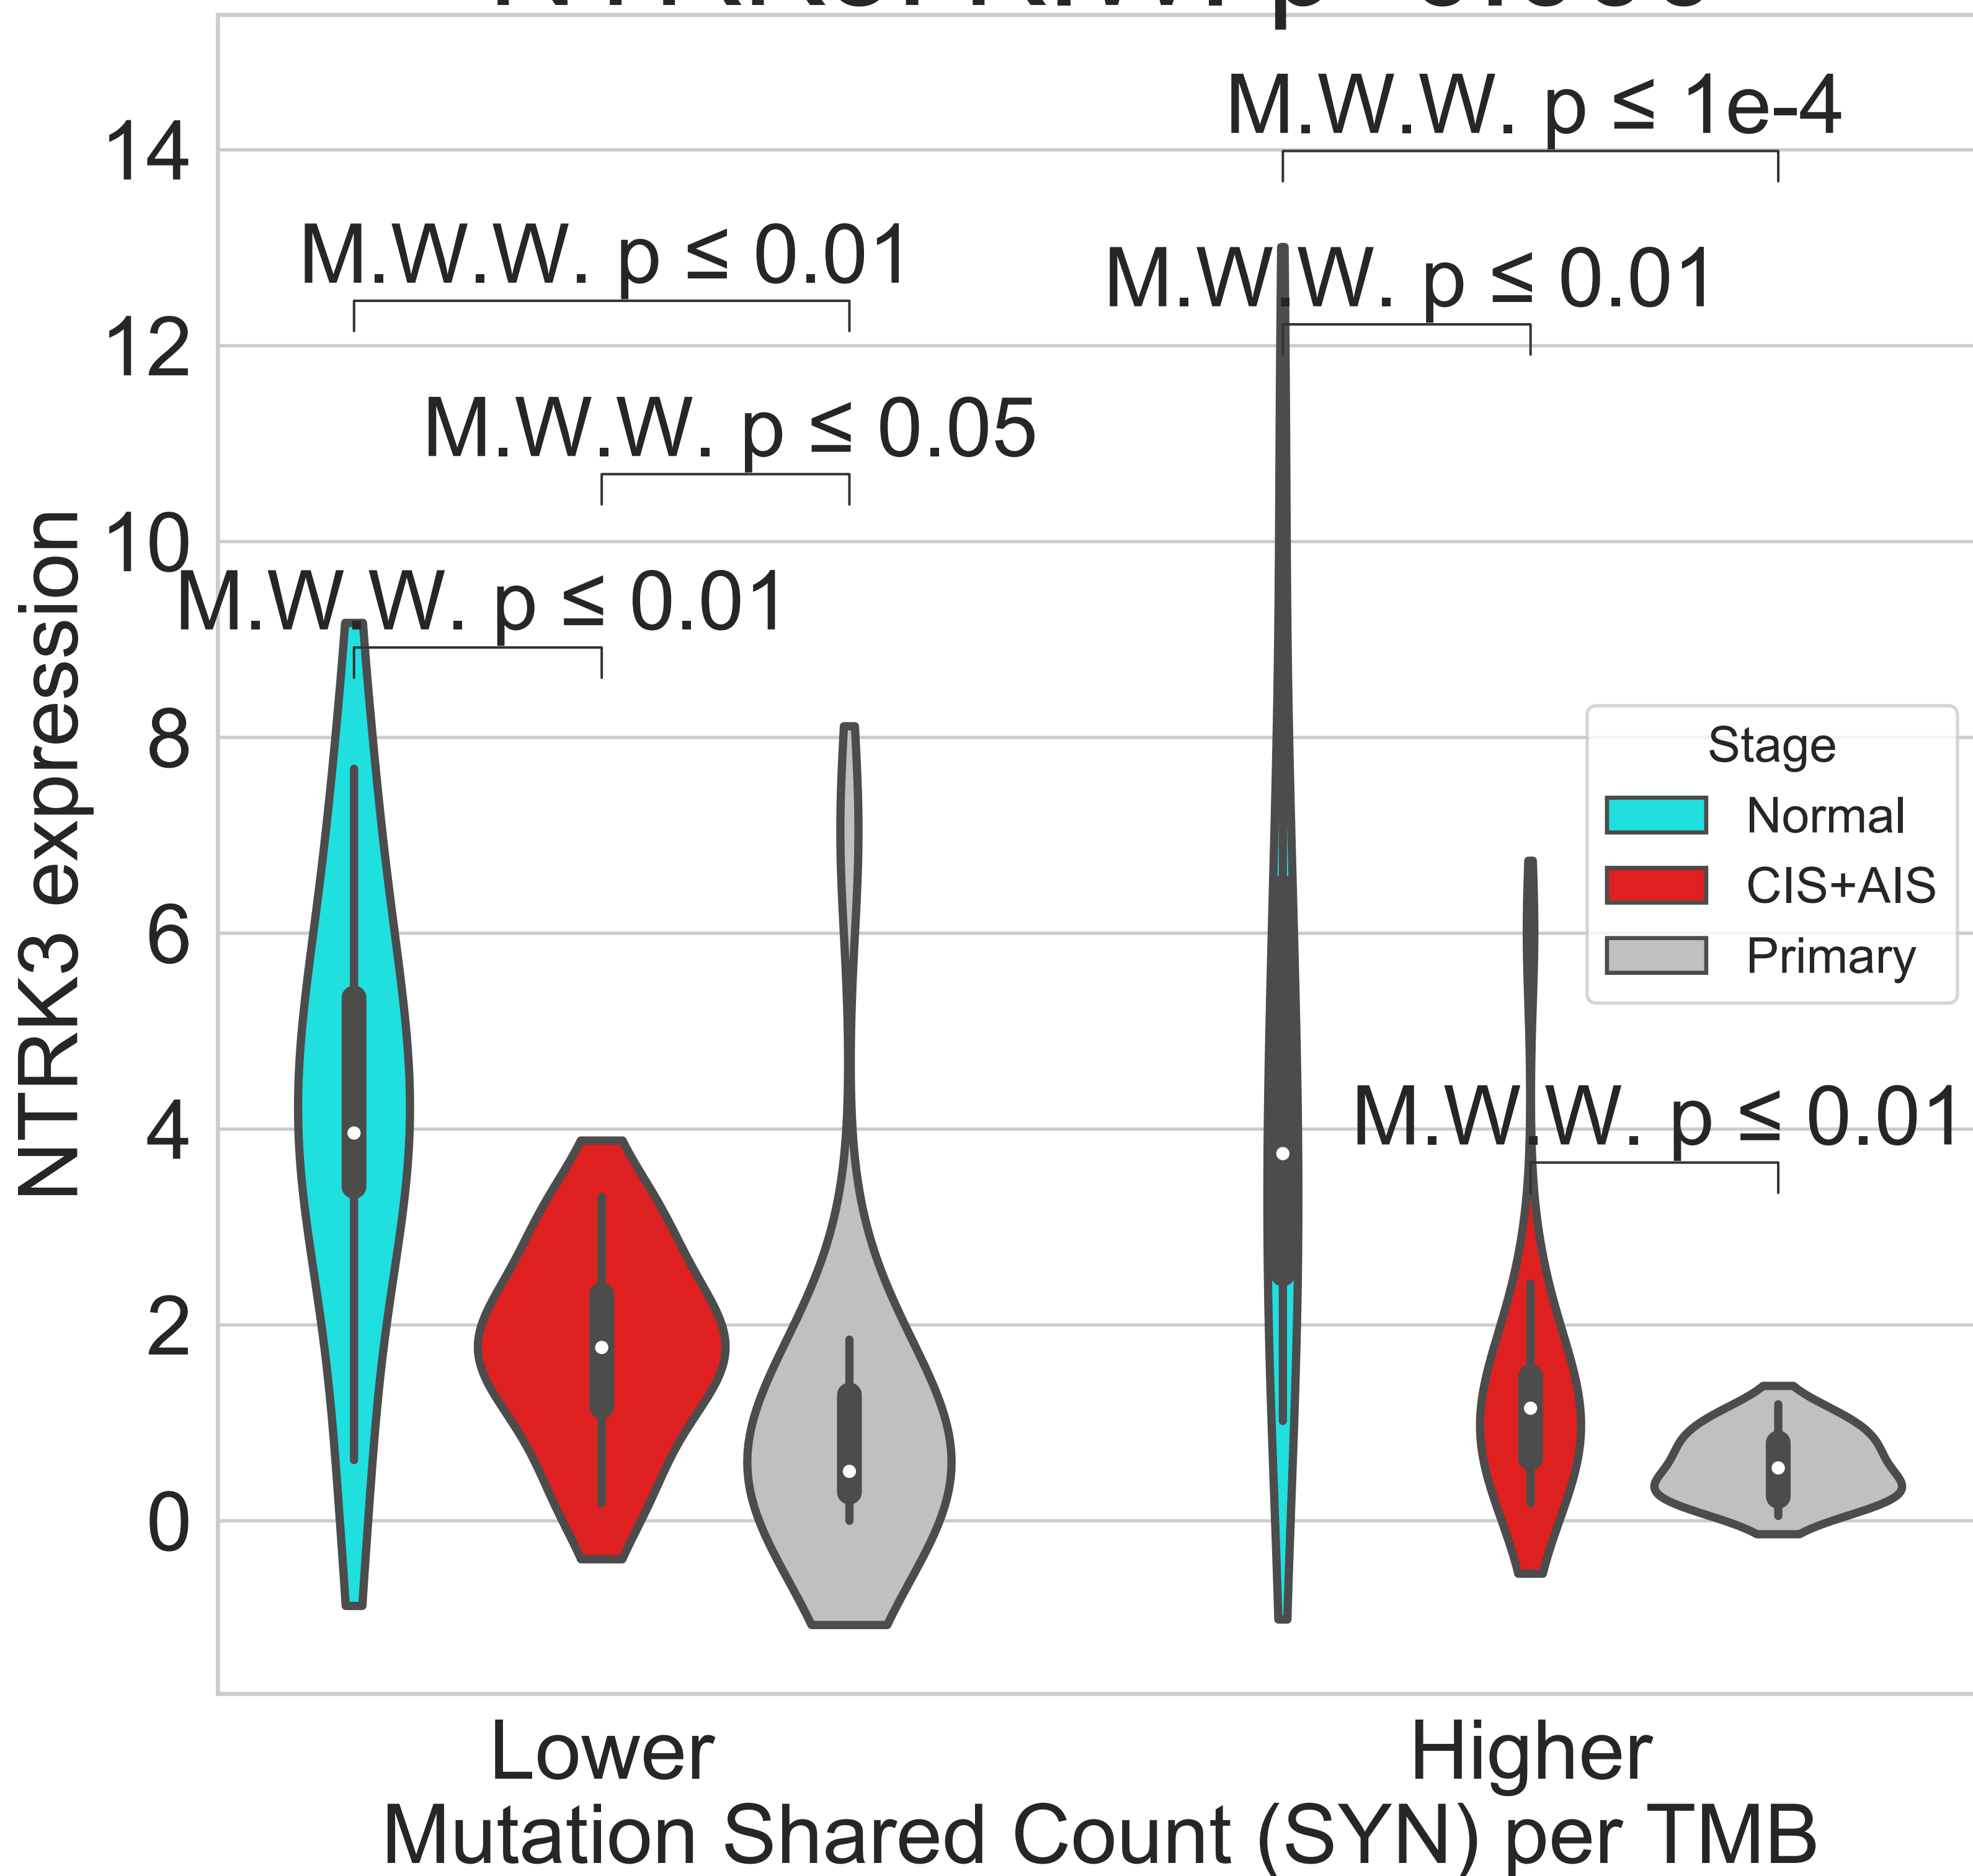 M.W.W. p ≤ 1e-4
M.W.W. p ≤ 0.01
M.W.W. p ≤ 0.01
M.W.W. p ≤ 0.05
M.W.W. p ≤ 0.01
M.W.W. p ≤ 0.01
14
12
10
8
6
4
2
0
NTRK3 expression
Stage
Normal
CIS+AIS
Primary
Lower
Higher
Mutation Shared Count (SYN) per TMB